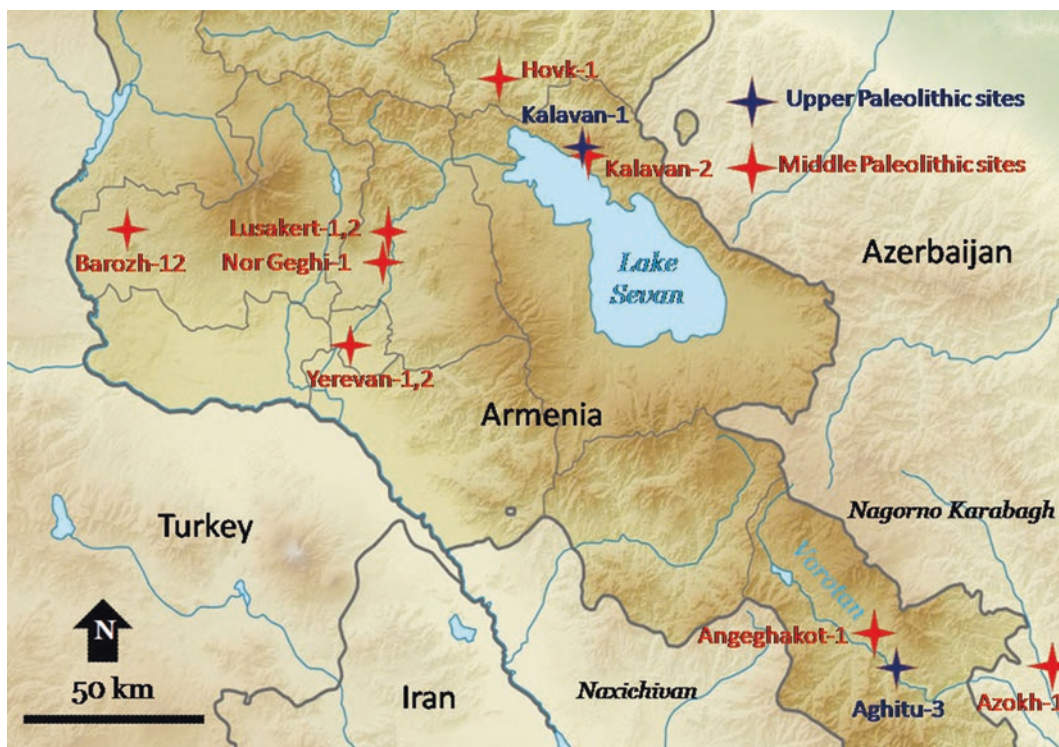 Hovk-1
Upper Paleolithic sites
Kalavan-1
Kalavan-2
Middle Paleolithic sites
Lusakert-1,2
Barozh-12
Nor Geghi-1
Azerbaijan
Lake
Sevan
Yerevan-1,2
Armenia
Turkey
Nagorno Karabagh
Vorotan
N
Angeghakot-1
50 km
Iran
Naxichivan
Aghitu-3
Azokh-1